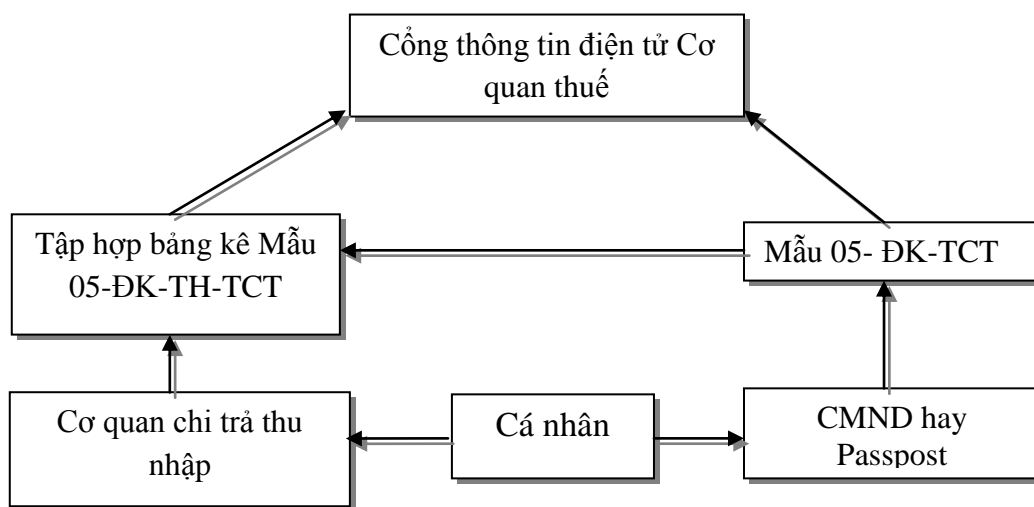 Cổng thông tin điện tử Cơ
quan thuế
Tập hợp bảng kê Mẫu
05-ĐK-TH-TCT
Mẫu 05- ĐK-TCT
Cơ quan chi trả thu
nhập
Cá nhân
CMND hay
Passpost